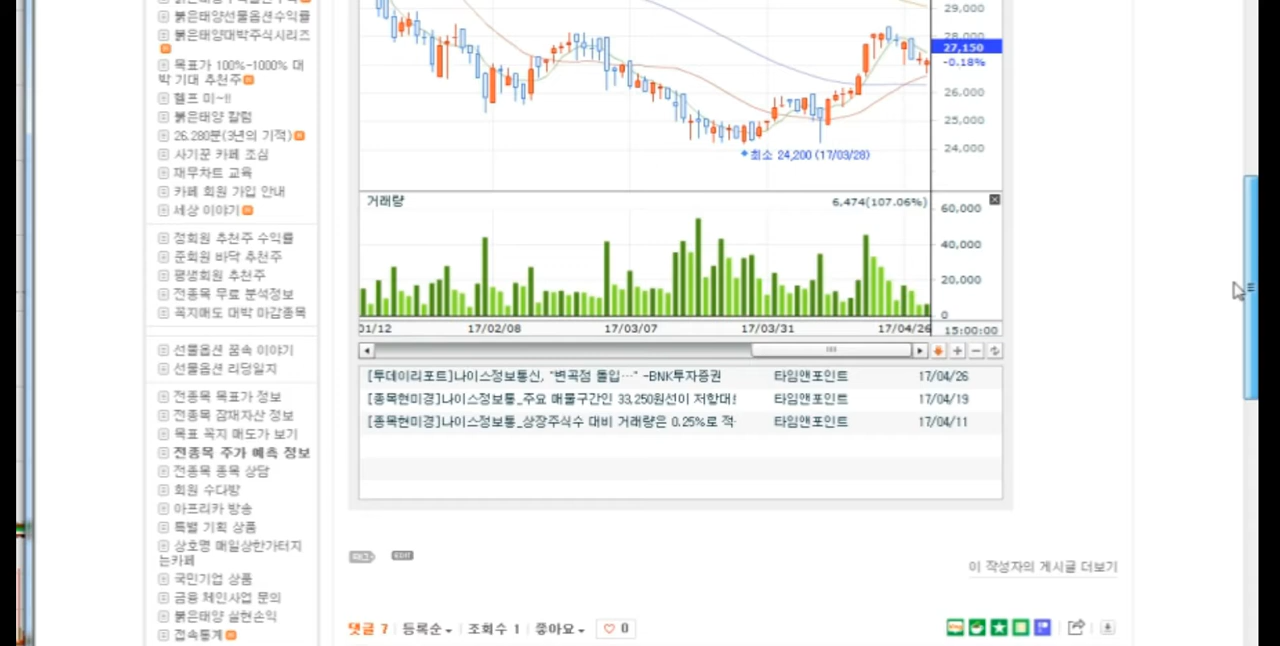 붉은태양선물옵션수익률
붉은태양대박주식시리즈
목표가 100%-1000% 대
박 기대 추천주
헬프 미~!!
붉은태양 칼럼
26.280분(3년의 기적)
사기꾼 카페 조심
재무차트 교육
카페 회원 가입 안내
세상 이야기
정회원 추천주 수익률
준회원 바닥 추천주
평생회원 추천주
전종목 무료 분석정보
꼭지매도 대박 마감종목
선물옵션 꿈속 이야기
선물옵션 리딩일지
전종목 목표가 정보
전종목 잠재자산 정보
목표 꼭지 매도가 보기
전종목 주가 예측 정보
전종목 종목 상담
회원 수다방
아프리카 방송
특별 기획 상품
상호명 매일상한가터지
는카페
국민기업 상품
금융 체인사업 문의
붉은태양 실현손익
접속통계
29,000
28,000
27,150
-0.18%
26,000
25,000
24,000
최소 24,200 (17/03/28)
거래량
6,474(107.06%)
60,000
40,000
20,000
0
01/12 17/02/08 17/03/07 17/03/31 17/04/26 15:00:00
[투데이리포트]나이스정보통신, "변곡점 돌입…" -BNK투자증권 타임앤포인트 17/04/26
[종목현미경]나이스정보통_주요 매물구간인 33,250원선이 저항대로 타임앤포인트 17/04/19
[종목현미경]나이스정보통_상장주식수 대비 거래량은 0.25%로 적 타임앤포인트 17/04/11
태그 EDIT
이 작성자의 게시글 더보기
댓글 7 등록순 조회수 1 좋아요 0